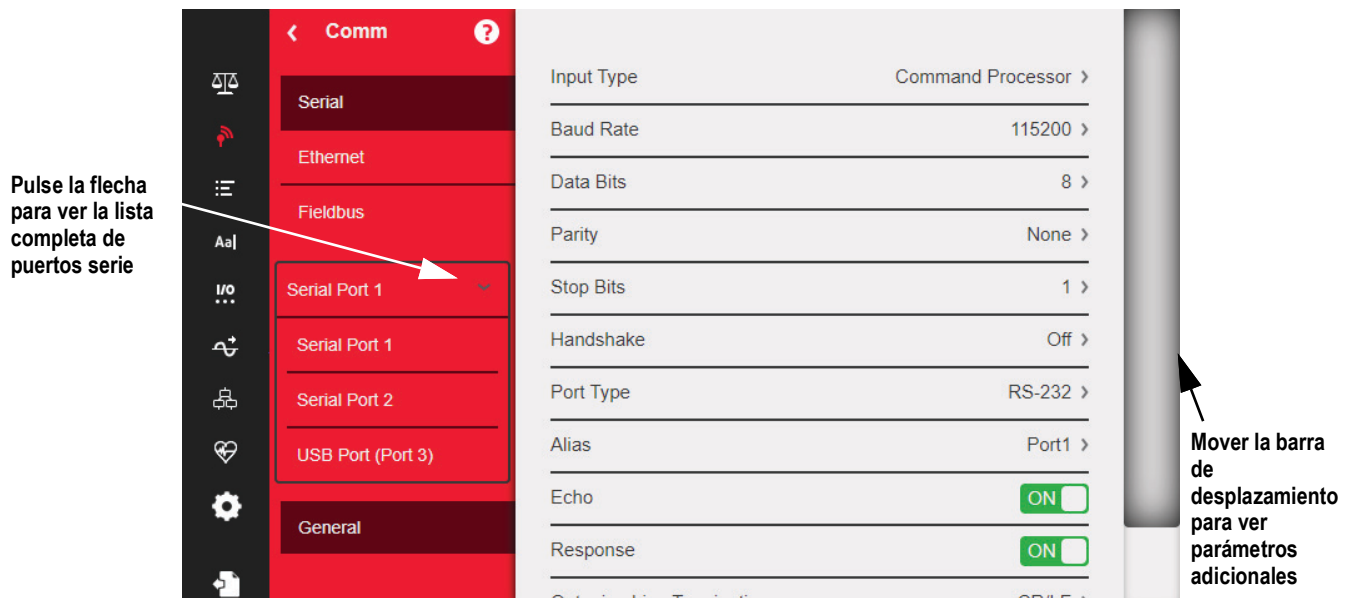 Comm
?
Serial
Ethernet
Fieldbus
Serial Port 1
Serial Port 1
Serial Port 2
USB Port (Port 3)
General
Aa
I/O
Input Type Command Processor
Baud Rate 115200
Data Bits 8
Parity None
Stop Bits 1
Handshake Off
Port Type RS-232
Alias Port1
Echo ON
Response ON
Pulse la flecha
para ver la lista
completa de
puertos serie
Mover la barra
de
desplazamiento
para ver
parámetros
adicionales